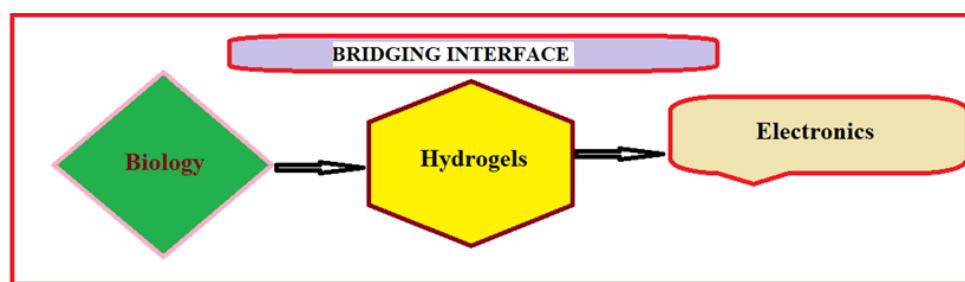 BRIDGING INTERFACE
Biology
Hydrogels
Electronics